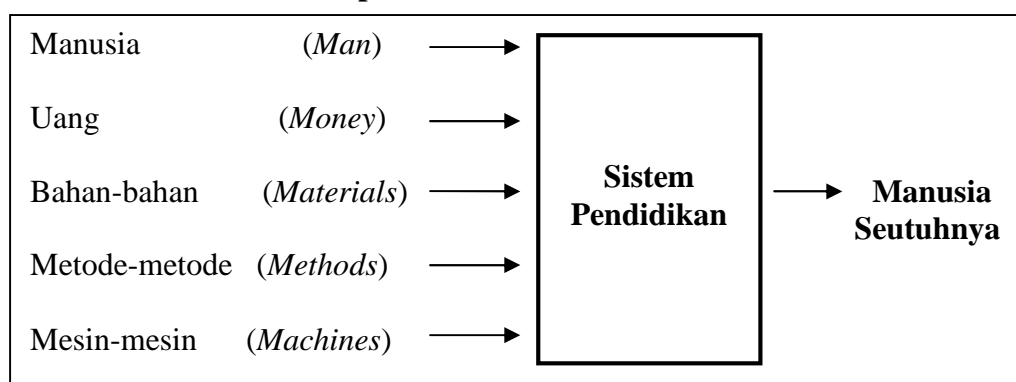 Manusia (Man)
Uang (Money)
Bahan-bahan (Materials)
Metode-metode (Methods)
Mesin-mesin (Machines)
Sistem
Pendidikan
Manusia
Seutuhnya